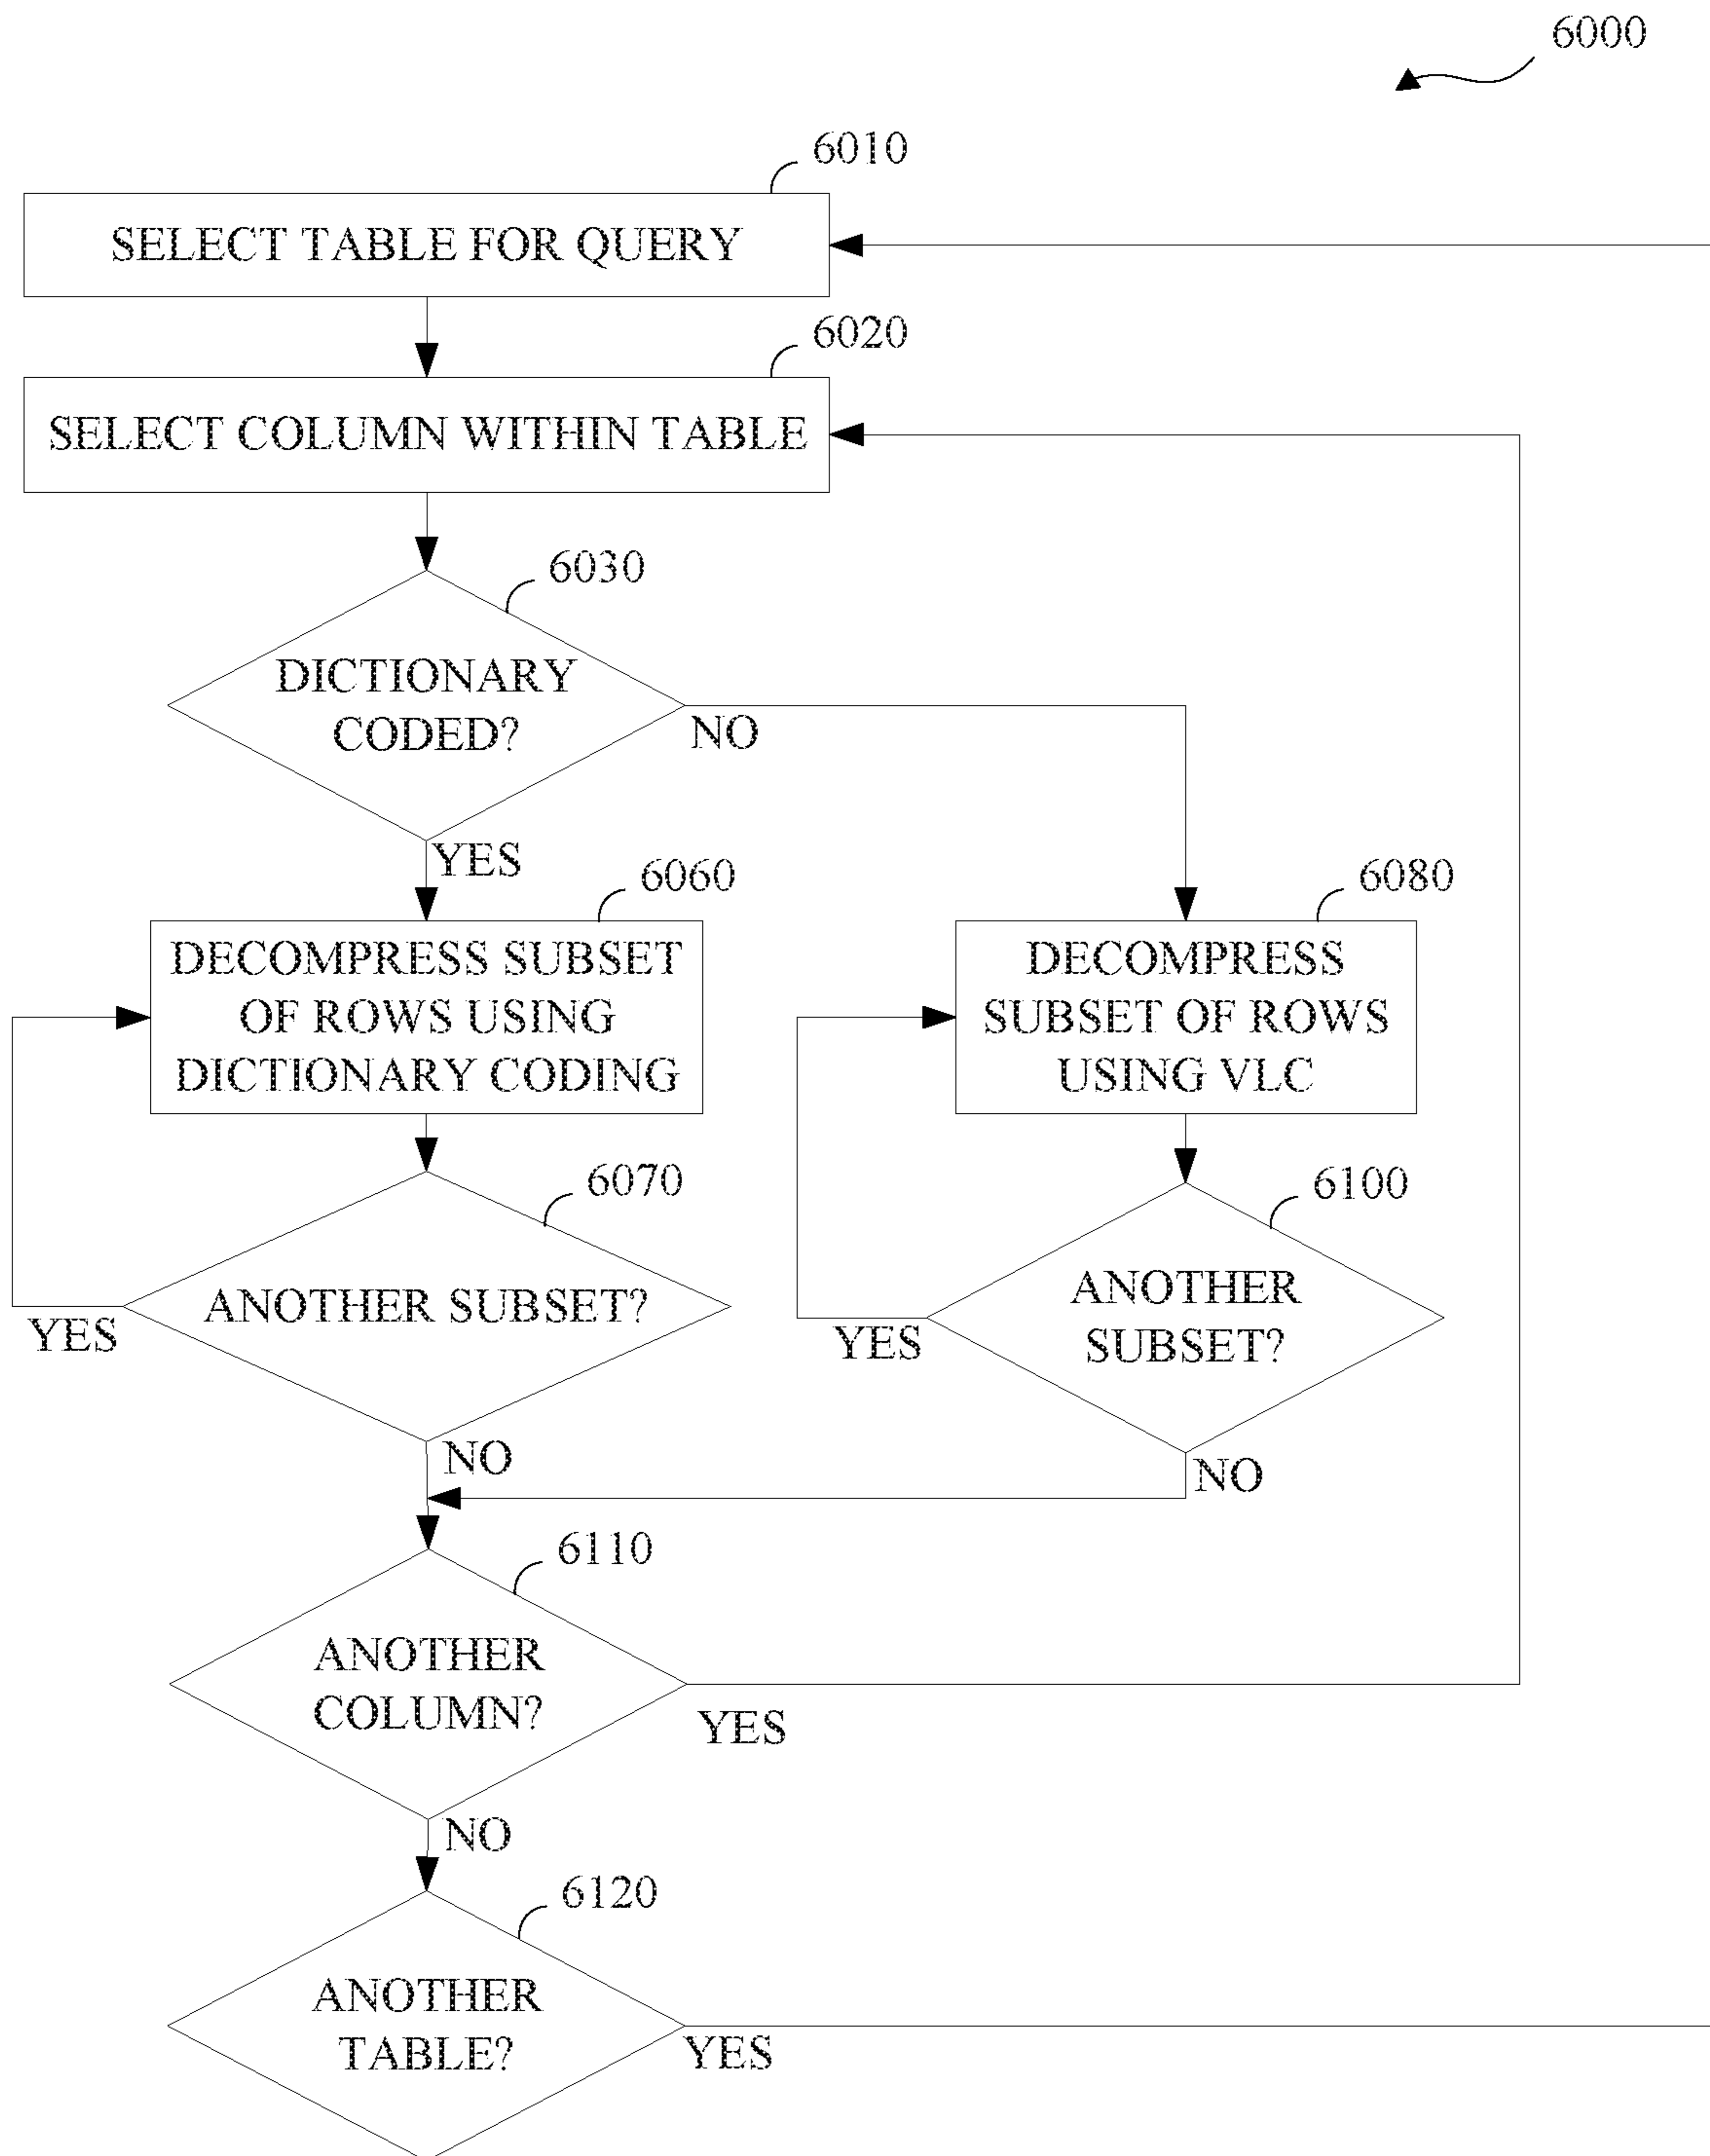 6000
6010
SELECT TABLE FOR QUERY
6020
SELECT COLUMN WITHIN TABLE
6030
DICTIONARY
CODED?
NO
YES
6060
6080
DECOMPRESS SUBSET
OF ROWS USING
DICTIONARY CODING
DECOMPRESS
SUBSET OF ROWS
USING VLC
6070
6100
ANOTHER SUBSET?
YES
ANOTHER
SUBSET?
YES
NO
NO
6110
ANOTHER
COLUMN?
YES
NO
6120
ANOTHER
TABLE?
YES